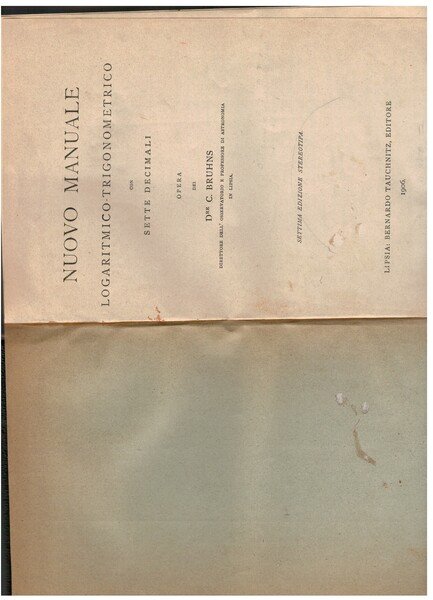 NUOVO MANUALE
LOGARITMICO-TRIGONOMETRICO
CON
SETTE DECIMALI
OPERA
DEL
DRE C. BRUHNS
DIRETTORE DELL' OSSERVATORIO E PROFESSORE DI ASTRONOMIA
IN LIPSIA.
SETTIMA EDIZIONE STEREOTIPA.
LIPSIA: BERNARDO TAUCHNITZ, EDITORE
1906.